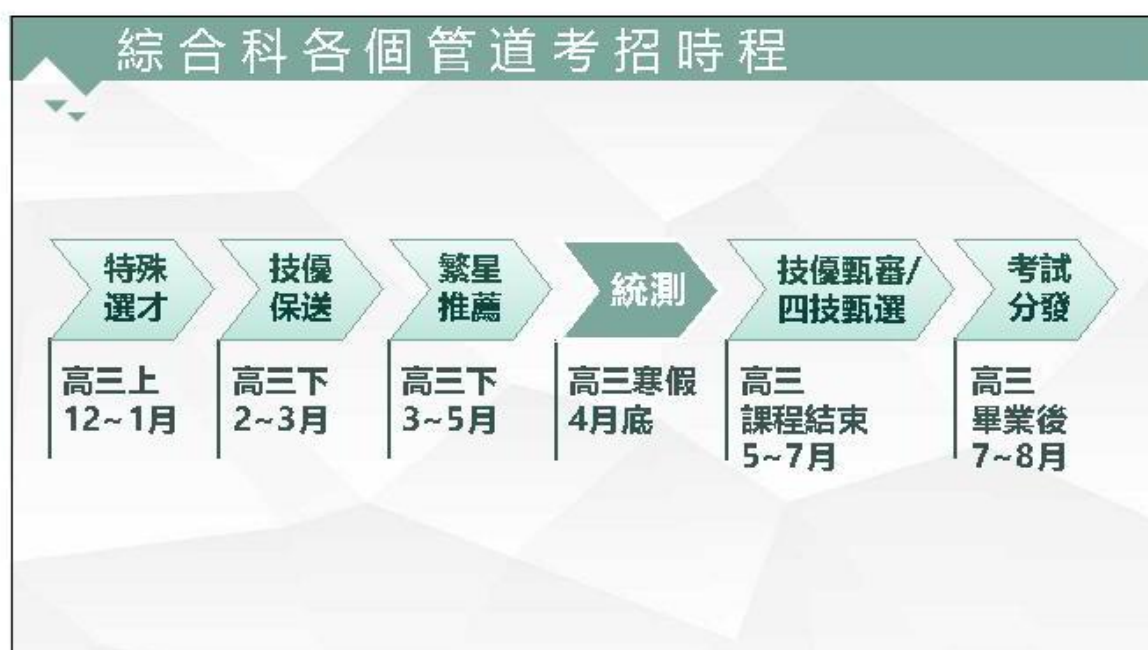 綜合科各個管道考招時程
特殊
選才
高三上
12~1月
技優
保送
高三下
2~3月
繁星
推薦
高三下
3~5月
統測
高三寒假
4月底
技優甄審/
四技甄選
高三
課程結束
5~7月
考試
分發
高三
畢業後
7~8月